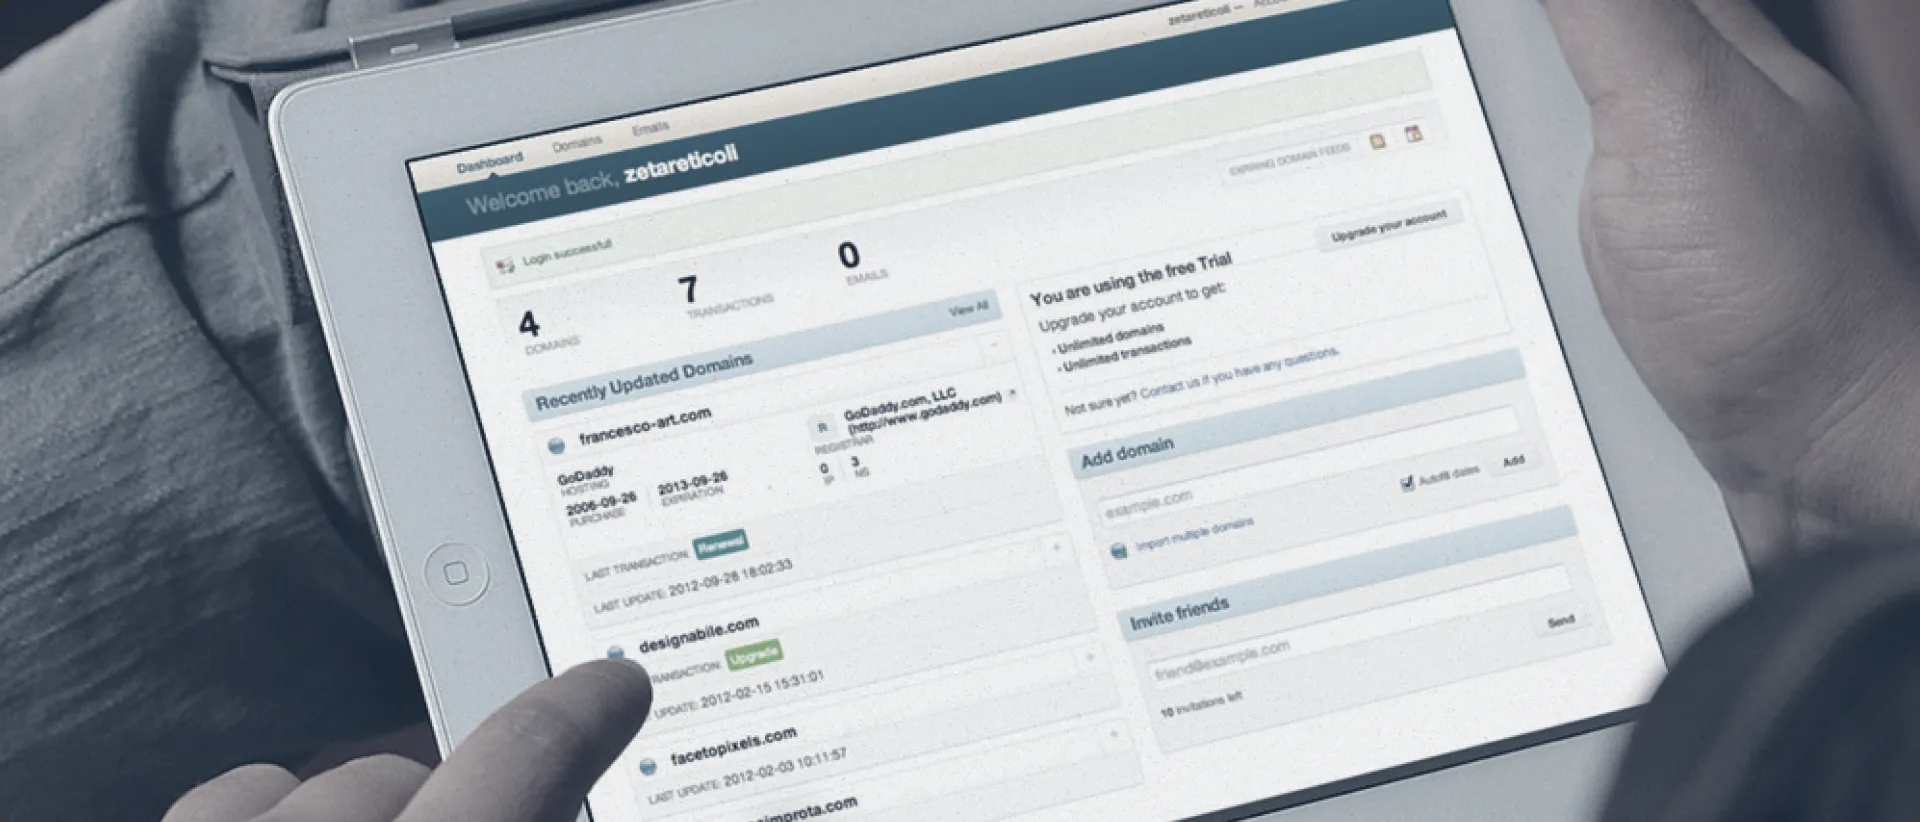 zetareticoli –
Dashboard Domains Emails
Welcome back, zetareticoli
Login successful!
EXPIRING DOMAIN FEEDS
4
DOMAINS
7
TRANSACTIONS
0
EMAILS
Recently Updated Domains View All
francesco-art.com
GoDaddy
HOSTING
R
GoDaddy.com, LLC
(http://www.godaddy.com)
REGISTRAR
2006-09-26
PURCHASE
2013-09-26
EXPIRATION
0
IP
3
NS
LAST TRANSACTION: Renewal
LAST UPDATE: 2012-09-28 18:02:33
designabile.com
TRANSACTION: Upgrade
UPDATE: 2012-02-15 15:31:01
facetopixels.com
LAST UPDATE: 2012-02-03 10:11:57
simprota.com
You are using the free Trial
Upgrade your account
Upgrade your account to get:
Unlimited domains
Unlimited transactions
Not sure yet? Contact us if you have any questions.
Add domain
example.com
Autofill dates Add
Import multiple domains
Invite friends
friend@example.com
Send
10 invitations left